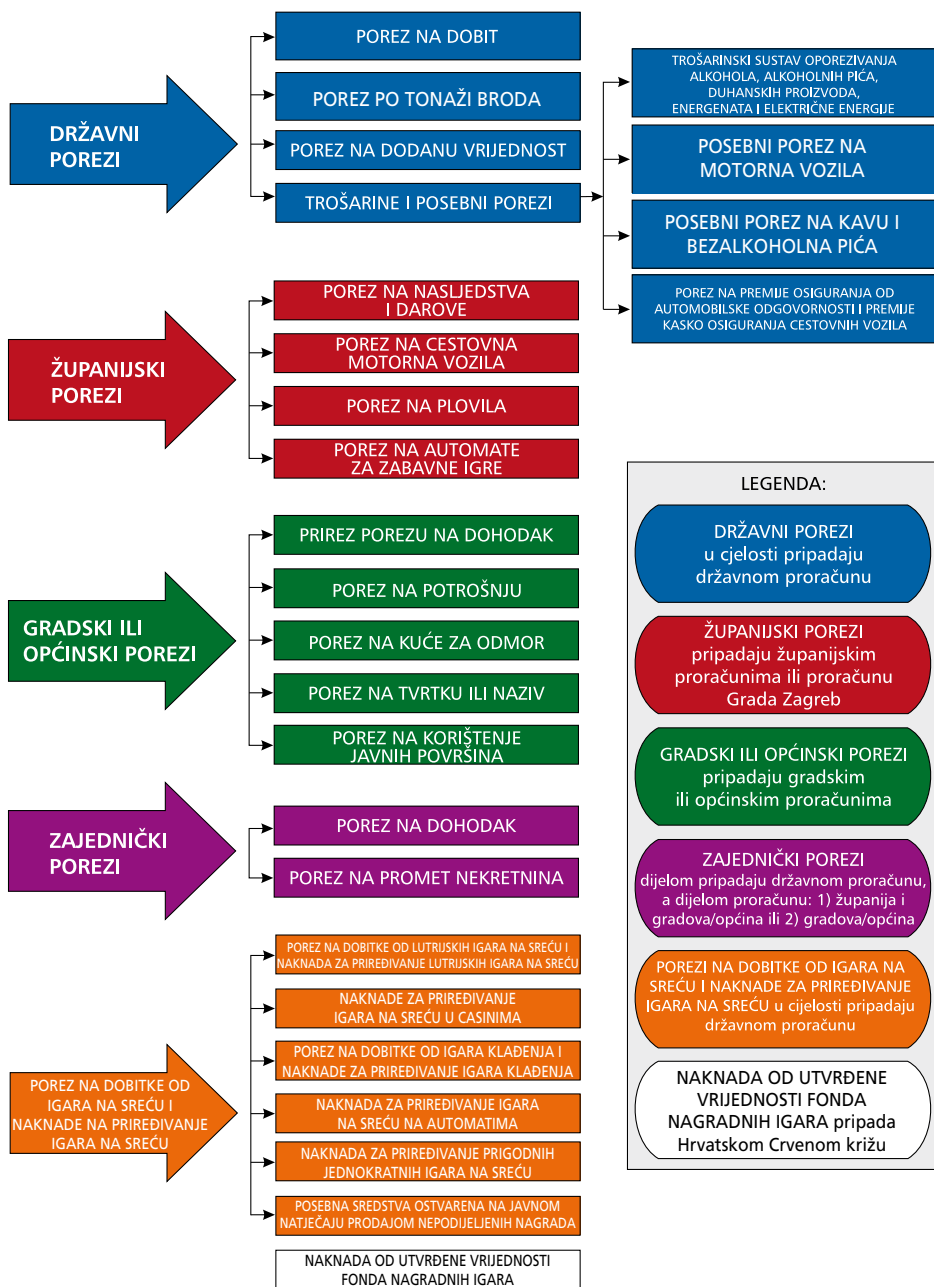 DRŽAVNI
POREZI
POREZ NA DOBIT
POREZ PO TONAŽI BRODA
POREZ NA DODANU VRIJEDNOST
TROŠARINE I POSEBNI POREZI
TROŠARINSKI SUSTAV OPOREZIVANJA
ALKOHOLA, ALKOHOLNIH PIĆA,
DUHANSKIH PROIZVODA,
ENERGENATA I ELEKTRIČNE ENERGIJE
POSEBNI POREZ NA
MOTORNA VOZILA
POSEBNI POREZ NA KAVU I
BEZALKOHOLNA PIĆA
POREZ NA PREMIJE OSIGURANJA OD
AUTOMOBILSKE ODGOVORNOSTI I PREMIJE
KASKO OSIGURANJA CESTOVNIH VOZILA
ŽUPANIJSKI
POREZI
POREZ NA NASLJEDSTVA
I DAROVE
POREZ NA CESTOVNA
MOTORNA VOZILA
POREZ NA PLOVILA
POREZ NA AUTOMATE
ZA ZABAVNE IGRE
GRADSKI ILI
OPĆINSKI POREZI
PRIREZ POREZU NA DOHODAK
POREZ NA POTROŠNJU
POREZ NA KUĆE ZA ODMOR
POREZ NA TVRTKU ILI NAZIV
POREZ NA KORIŠTENJE
JAVNIH POVRŠINA
ZAJEDNIČKI
POREZI
POREZ NA DOHODAK
POREZ NA PROMET NEKRETNINA
POREZ NA DOBITKE OD
IGARA NA SREĆU I
NAKNADE NA PRIREĐIVANJE
IGARA NA SREĆU
POREZ NA DOBITKE OD LUTRIJSKIH IGARA NA SREĆU I
NAKNADA ZA PRIREĐIVANJE LUTRIJSKIH IGARA NA SREĆU
NAKNADE ZA PRIREĐIVANJE
IGARA NA SREĆU U CASINIMA
POREZ NA DOBITKE OD IGARA KLAĐENJA I
NAKNADE ZA PRIREĐIVANJE IGARA KLAĐENJA
NAKNADA ZA PRIREĐIVANJE IGARA
NA SREĆU NA AUTOMATIMA
NAKNADA ZA PRIREĐIVANJE PRIGODNIH
JEDNOKRATNIH IGARA NA SREĆU
POSEBNA SREDSTVA OSTVARENA NA JAVNOM
NATJEČAJU PRODAJOM NEPODIJELJENIH NAGRADA
NAKNADA OD UTVRĐENE VRIJEDNOSTI
FONDA NAGRADNIH IGARA
LEGENDA:
DRŽAVNI POREZI
u cjelosti pripadaju
državnom proračunu
ŽUPANIJSKI POREZI
pripadaju županijskim
proračunima ili proračunu
Grada Zagreb
GRADSKI ILI OPĆINSKI POREZI
pripadaju gradskim
ili općinskim proračunima
ZAJEDNIČKI POREZI
dijelom pripadaju državnom proračunu,
a dijelom proračunu: 1) županija i
gradova/općina ili 2) gradova/općina
POREZI NA DOBITKE OD IGARA NA
SREĆU I NAKNADE ZA PRIREĐIVANJE
IGARA NA SREĆU u cijelosti pripadaju
državnom proračunu
NAKNADA OD UTVRĐENE
VRIJEDNOSTI FONDA
NAGRADNIH IGARA pripada
Hrvatskom Crvenom križu